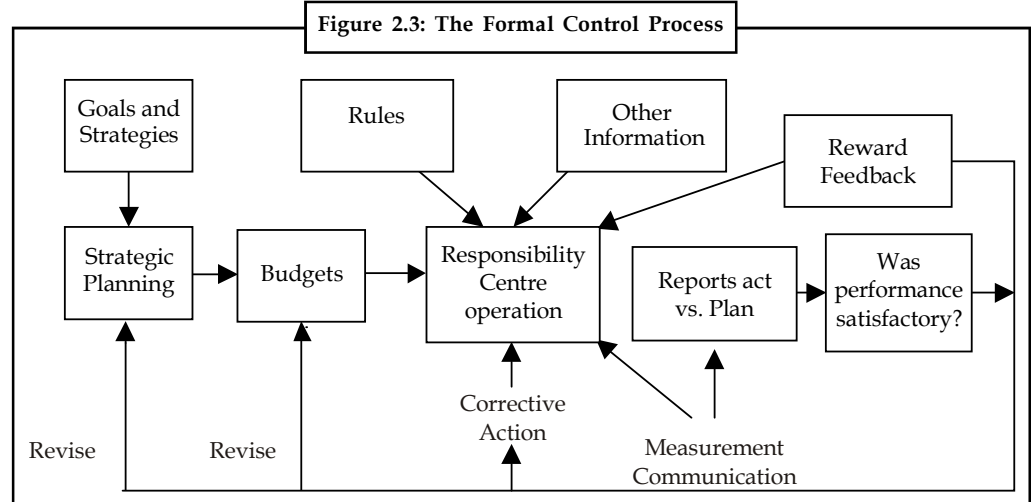 Figure 2.3: The Formal Control Process
Goals and
Strategies
Rules
Other
Information
Reward
Feedback
Strategic
Planning
Budgets
Responsibility
Centre
operation
Reports act
vs. Plan
Was
performance
satisfactory?
Corrective
Action
Measurement
Communication
Revise
Revise